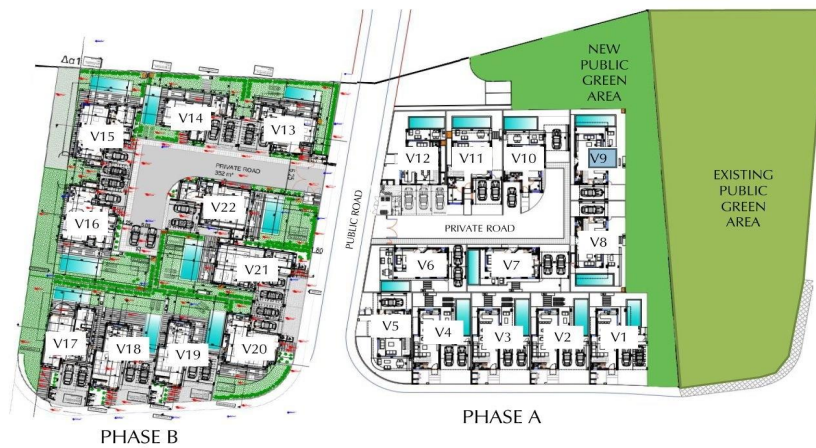 Δα1
NEW
PUBLIC
GREEN
AREA
EXISTING
PUBLIC
GREEN
AREA
V15
V14
V13
PRIVATE ROAD
352 m²
V22
V16
V21
V17
V18
V19
V20
PUBLIC ROAD
V12
V11
V10
V9
PRIVATE ROAD
V8
V6
V7
V5
V4
V3
V2
V1
PHASE B
PHASE A